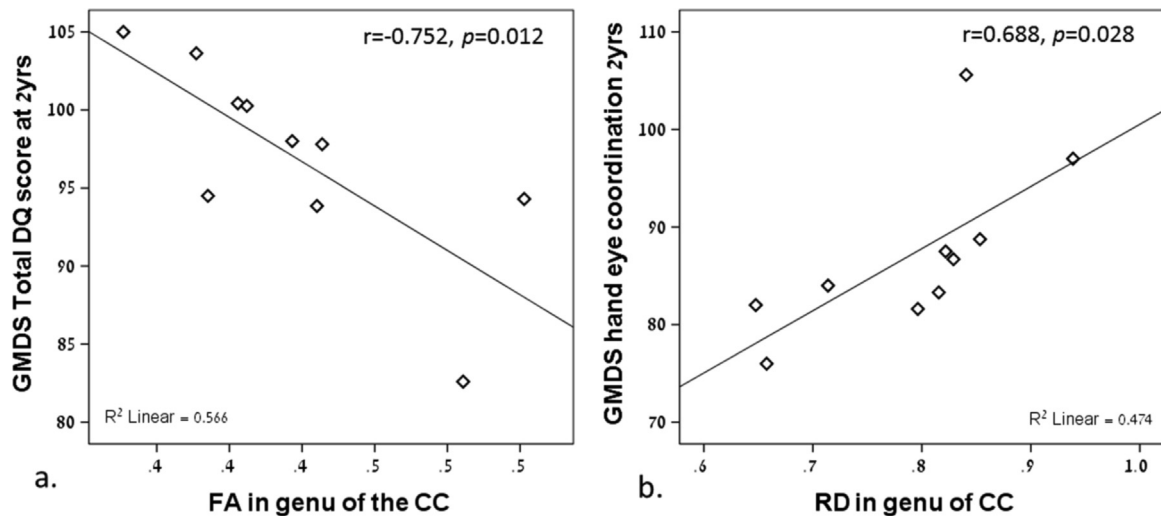 r=-0.752, p=0.012
GMDS Total DQ score at 2yrs
105
100
95
90
85
80
R² Linear = 0.566
.4 .4 .4 .5 .5 .5
a.
FA in genu of the CC
r=0.688, p=0.028
GMDS hand eye coordination 2yrs
110
100
90
80
70
R² Linear = 0.474
.6 .7 .8 .9 1.0
b.
RD in genu of CC